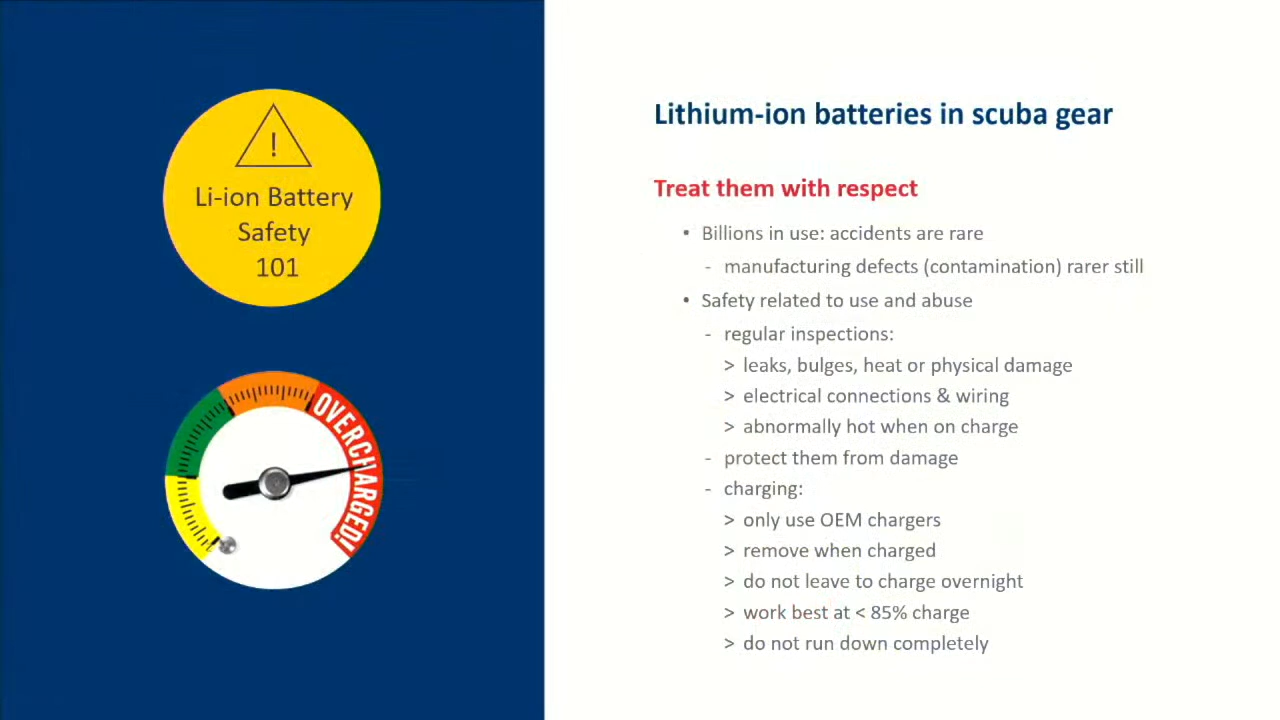 !
Li-ion Battery
Safety
101
OVERCHARGED!
Lithium-ion batteries in scuba gear
Treat them with respect
• Billions in use: accidents are rare
- manufacturing defects (contamination) rarer still
• Safety related to use and abuse
- regular inspections:
> leaks, bulges, heat or physical damage
> electrical connections & wiring
> abnormally hot when on charge
- protect them from damage
- charging:
> only use OEM chargers
> remove when charged
> do not leave to charge overnight
> work best at < 85% charge
> do not run down completely